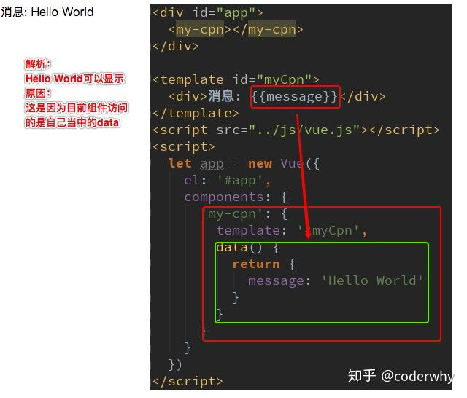 消息: Hello World
解析:
Hello World可以显示
原因:
这是因为目前组件访问
的是自己当中的data
<div id="app">
<my-cpn></my-cpn>
</div>
<template id="myCpn">
<div>消息: {{message}}</div>
</template>
<script src="../js/vue.js"></script>
<script>
let app = new Vue({
el: '#app',
components: {
'my-cpn': {
template: '#myCpn',
data() {
return {
message: 'Hello World'
}
}
}
}
})
</script>
知乎 @coderwhy